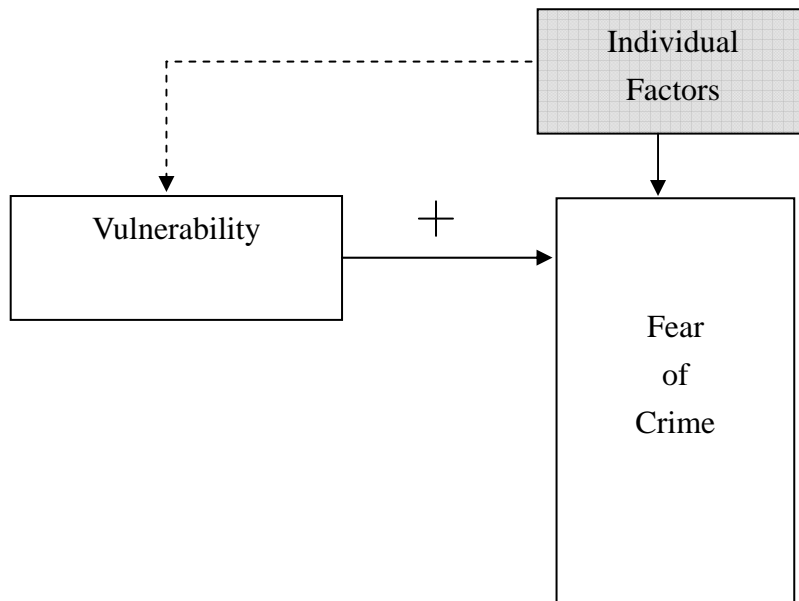 Individual
Factors
Vulnerability
+
Fear
of
Crime